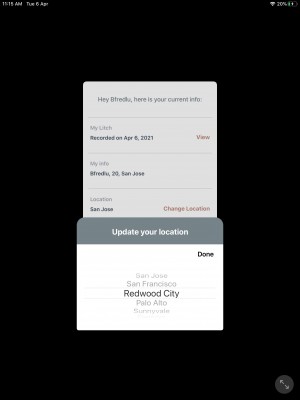 11:15 AM Tue 6 Apr 20%
Hey Bfrediu, here is your current info:
My Litch
Recorded on Apr 6, 2021 View
My info
Bfrediu, 20, San Jose
Location
San Jose Change Location
Update your location
Done
San Jose
San Francisco
Redwood City
Palo Alto
Sunnyvale